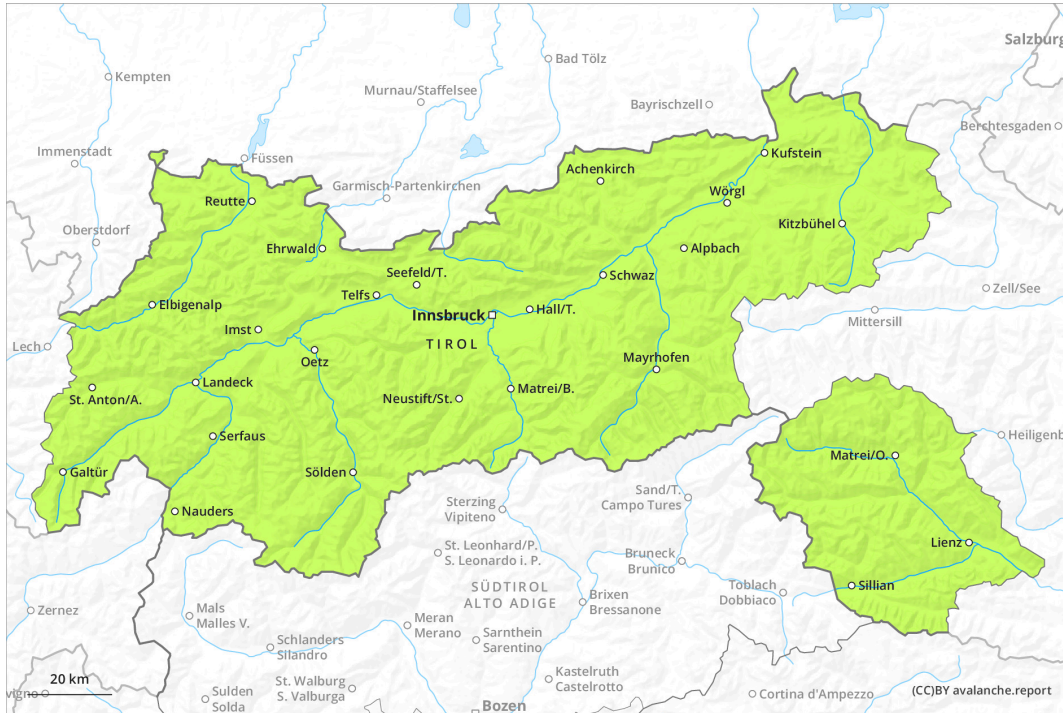 Salzburg
Bad Tölz
Kempten
Murnau/Staffelsee
Bayrischzell
Berchtesgaden
Immenstadt
Füssen
Kufstein
Achenkirch
Garmisch-Partenkirchen
Wörgl
Reutte
Kitzbühel
Oberstdorf
Ehrwald
Alpbach
Seefeld/T.
Schwaz
Zell/See
Telfs
Elbigenalp
Hall/T.
Innsbruck
Mittersill
Imst
TIROL
Lech
Oetz
Mayrhofen
Landeck
Matrei/B.
St. Anton/A.
Neustift/St.
Serfaus
Heiligenb
Matrei/O.
Galtür
Sölden
Sand/T.
Campo Tures
Sterzing
Vipiteno
Nauders
Lienz
St. Leonhard/P.
S. Leonardo i. P.
Bruneck
Brunico
Sillian
SÜDTIROL
ALTO ADIGE
Toblach
Dobbiaco
Brixen
Bressanone
Zernez
Mals
Malles V.
Meran
Merano
Sarnthein
Sarentino
Schlanders
Silandro
Kastelruth
Castelrotto
20 km
St. Walburg
S. Valburga
vigno
Sulden
Solda
Cortina d'Ampezzo
(CC)BY avalanche.report
Bozen